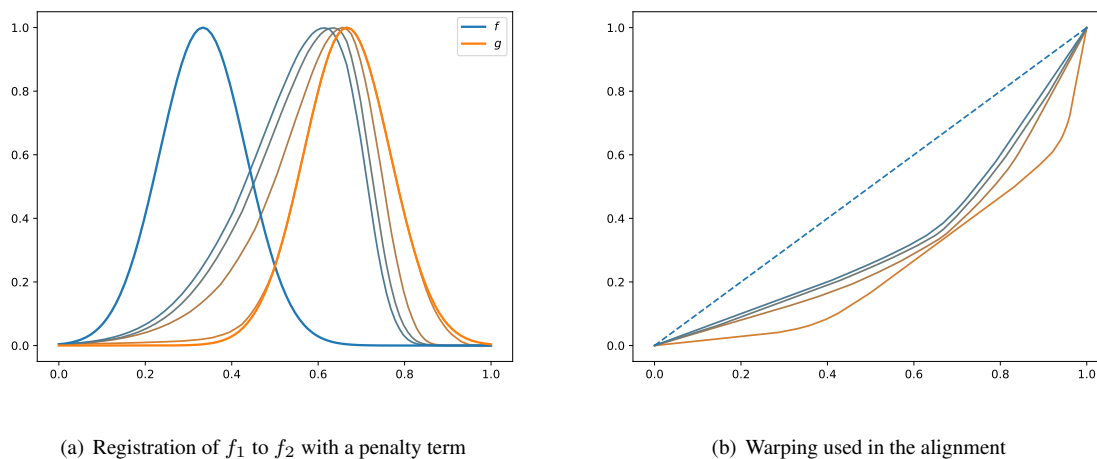 f
g
1.0
0.8
0.6
0.4
0.2
0.0
0.0 0.2 0.4 0.6 0.8 1.0
1.0
0.8
0.6
0.4
0.2
0.0
0.0 0.2 0.4 0.6 0.8 1.0
(a) Registration of f₁ to f₂ with a penalty term
(b) Warping used in the alignment